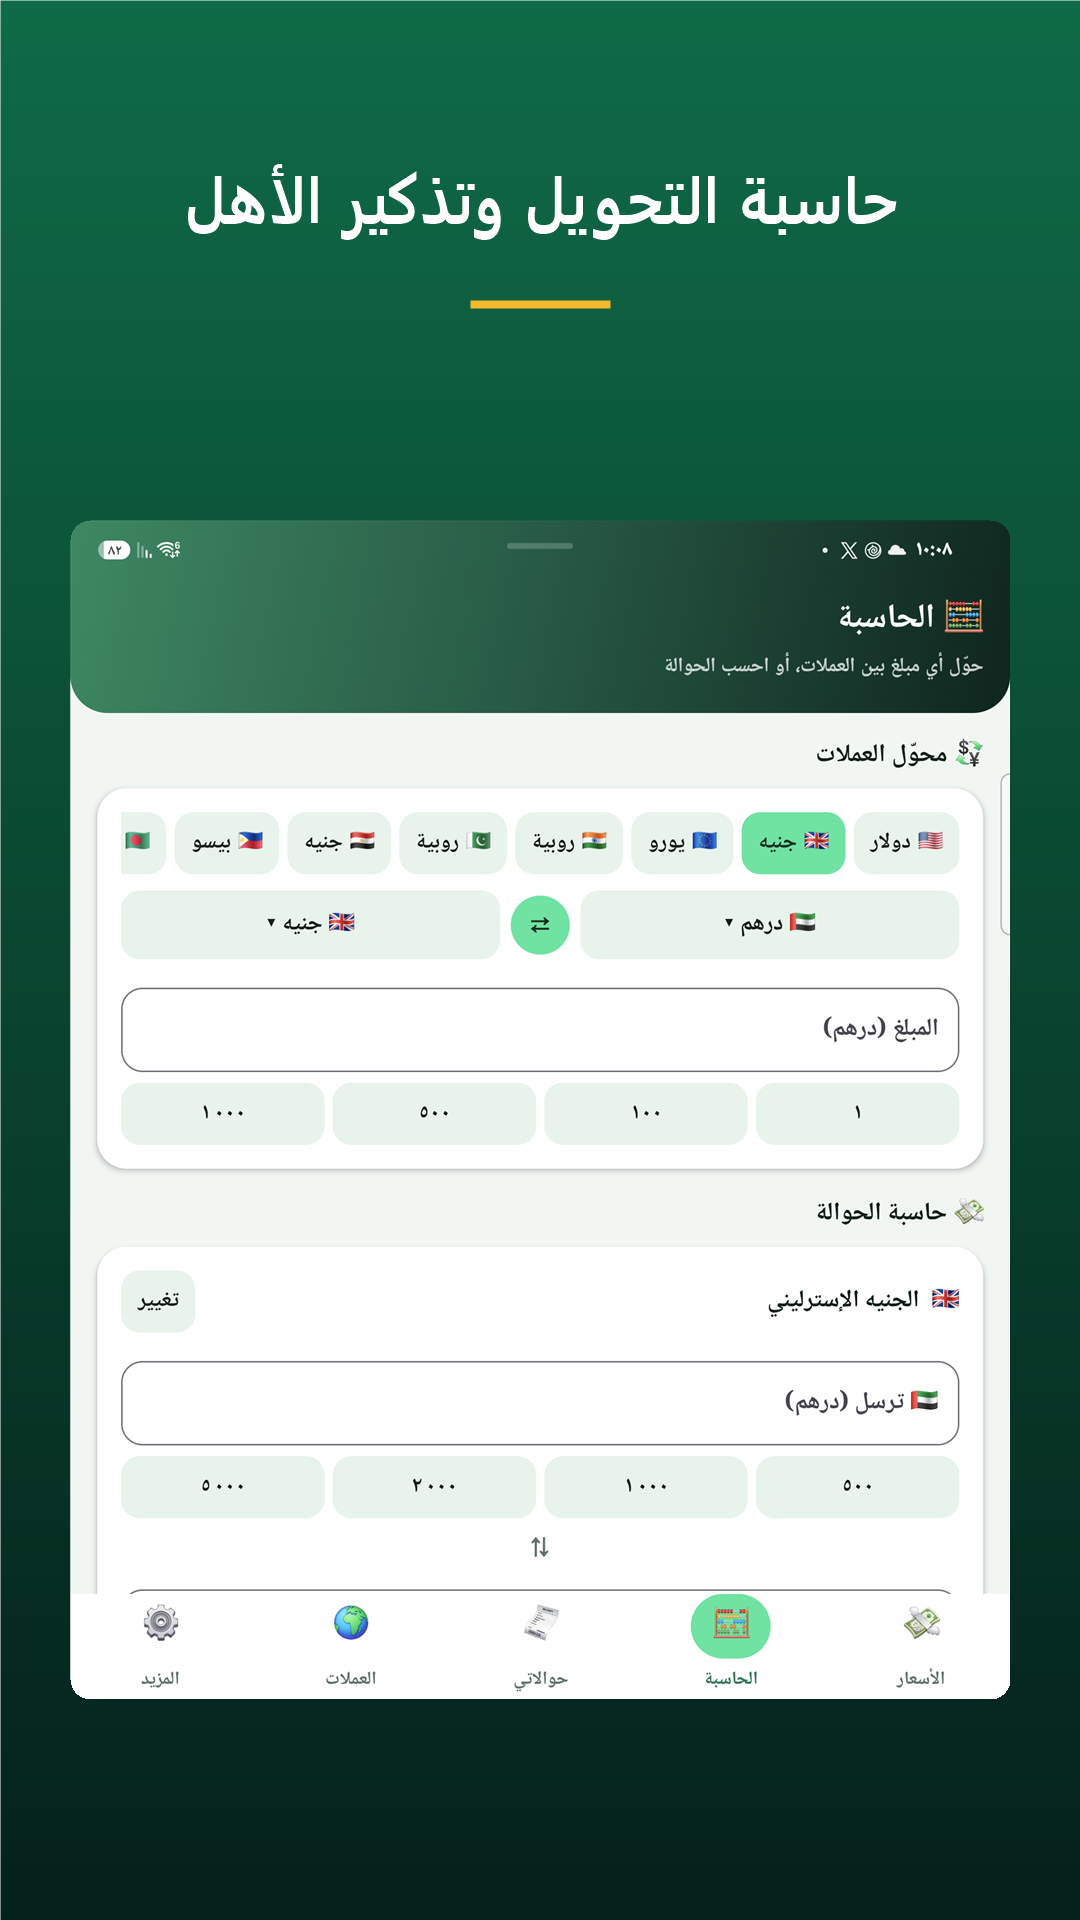 حاسبة التحويل وتذكير الأهل
١٠:٠٨
٨٢
6
الحاسبة
حوّل أي مبلغ بين العملات، أو احسب الحوالة
محوّل العملات
دولار جنيه يورو روبية روبية جنيه بيسو
درهم ▾ جنيه ▾
المبلغ (درهم)
١ ١٠٠ ٥٠٠ ١٠٠٠
حاسبة الحوالة
الجنيه الإسترليني تغيير
ترسل (درهم)
٥٠٠ ١٠٠٠ ٢٠٠٠ ٥٠٠٠
الأسعار الحاسبة حوالاتي العملات المزيد